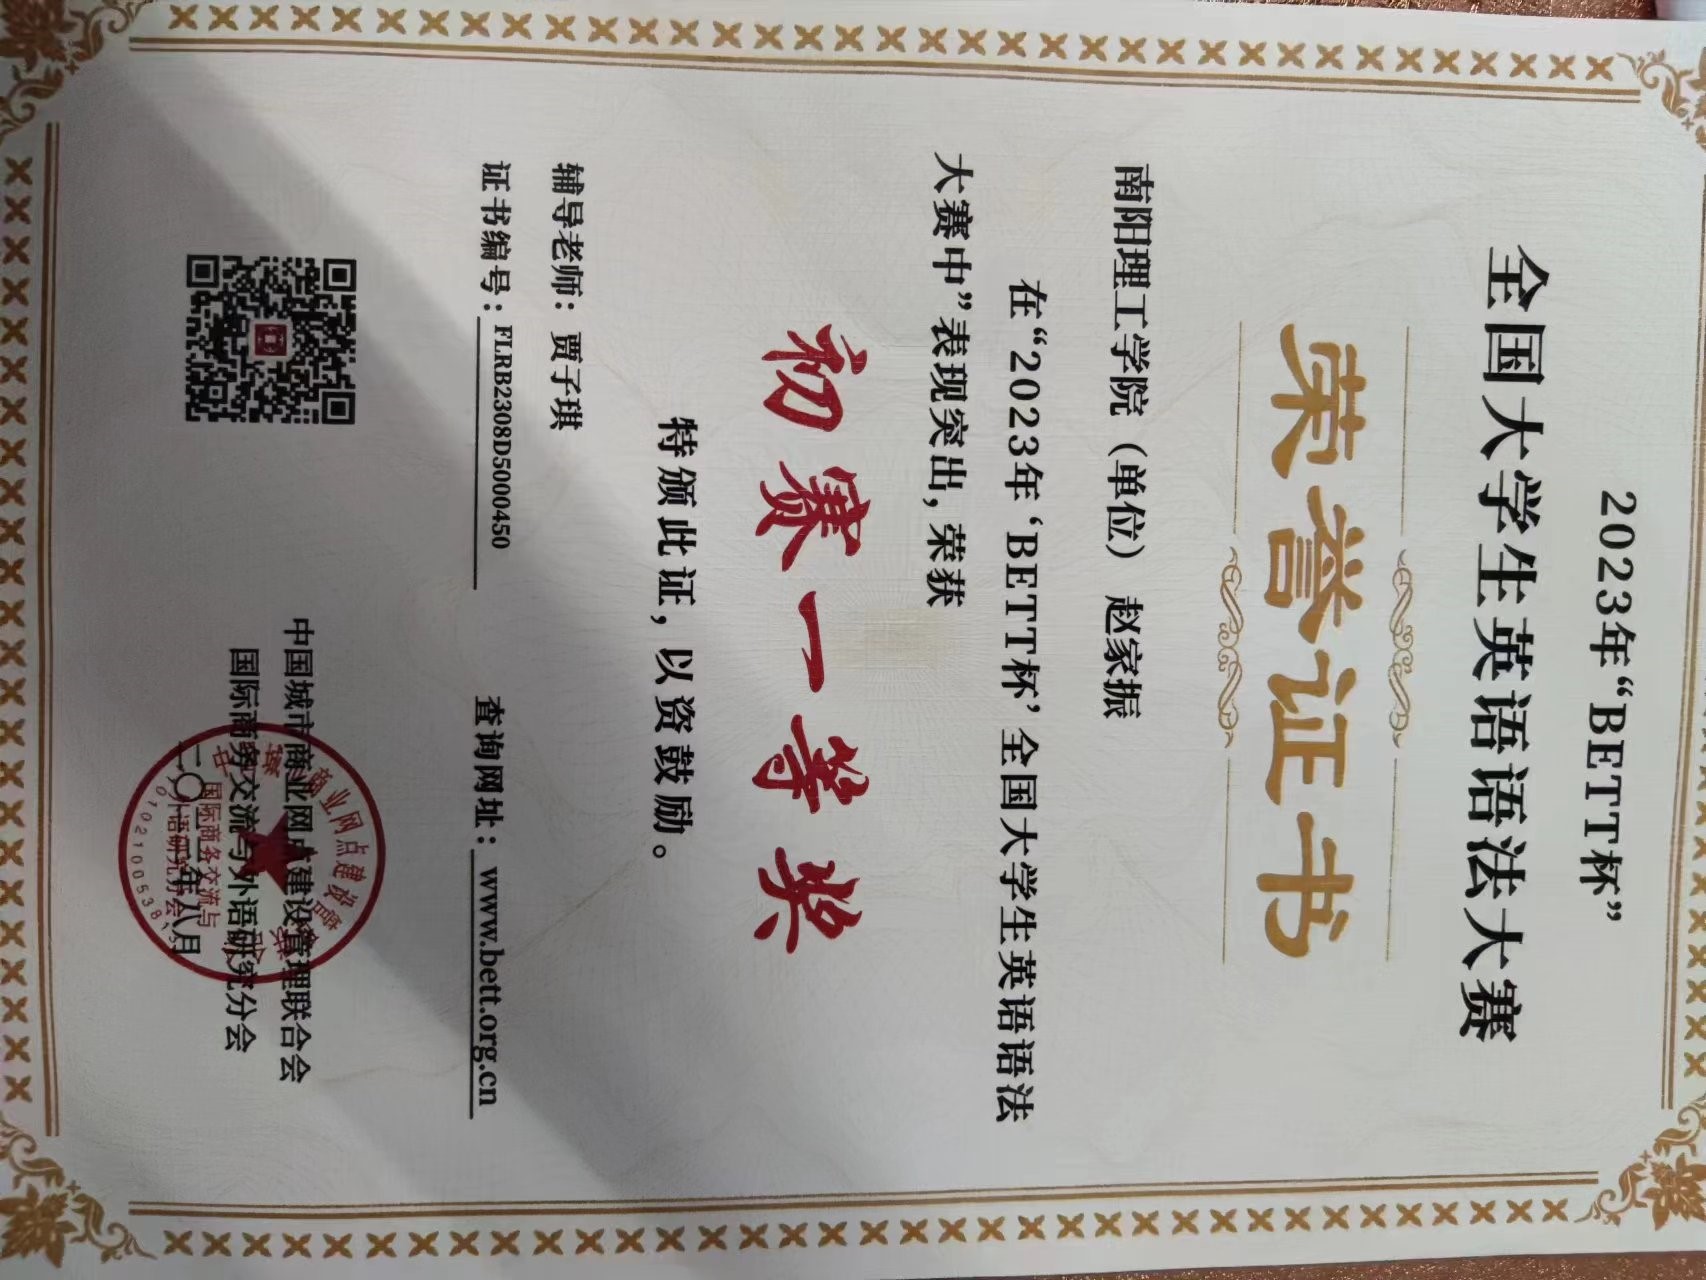 2023年“BETT杯”
全国大学生英语语法大赛
荣誉证书
南阳理工学院（单位） 赵家振
在“2023年‘BETT杯’全国大学生英语语法
大赛中”表现突出，荣获
初赛一等奖
特颁此证，以资鼓励。
辅导老师：贾子琪
证书编号：FLRB2308D5000450
查询网址：www.bett.org.cn
中国城市商业网点建设管理联合会
国际商务交流与外语研究分会
二〇二三年八月
中国城市商业网点建设管理联合会
国际商务交流与
外语研究分会